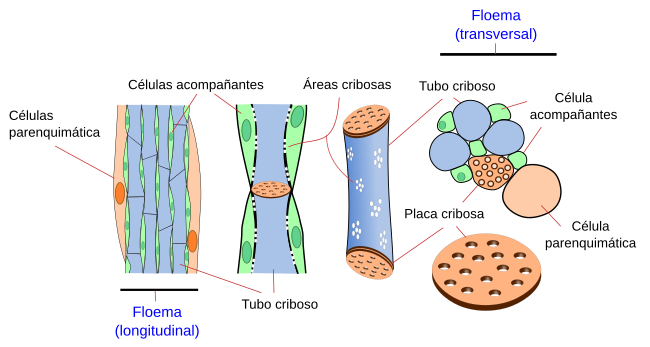 Floema
(transversal)
Células acompañantes
Áreas cribosas
Tubo criboso
Célula
acompañantes
Células
parenquimática
Placa cribosa
Célula
parenquimática
Tubo criboso
Floema
(longitudinal)